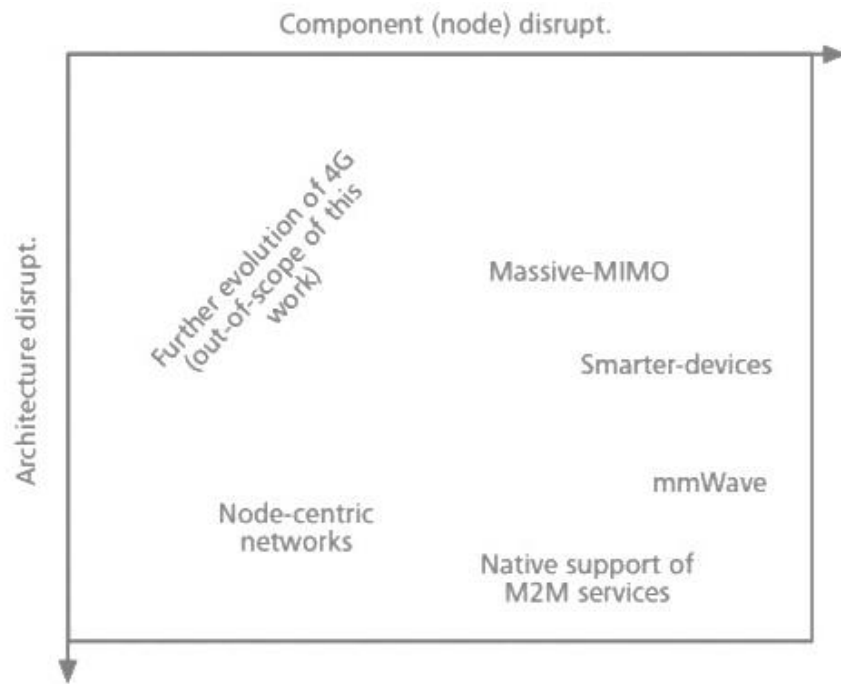 Component (node) disrupt.
Architecture disrupt.
Further evolution of 4G
(out-of-scope of this
work)
Massive-MIMO
Smarter-devices
mmWave
Node-centric
networks
Native support of
M2M services